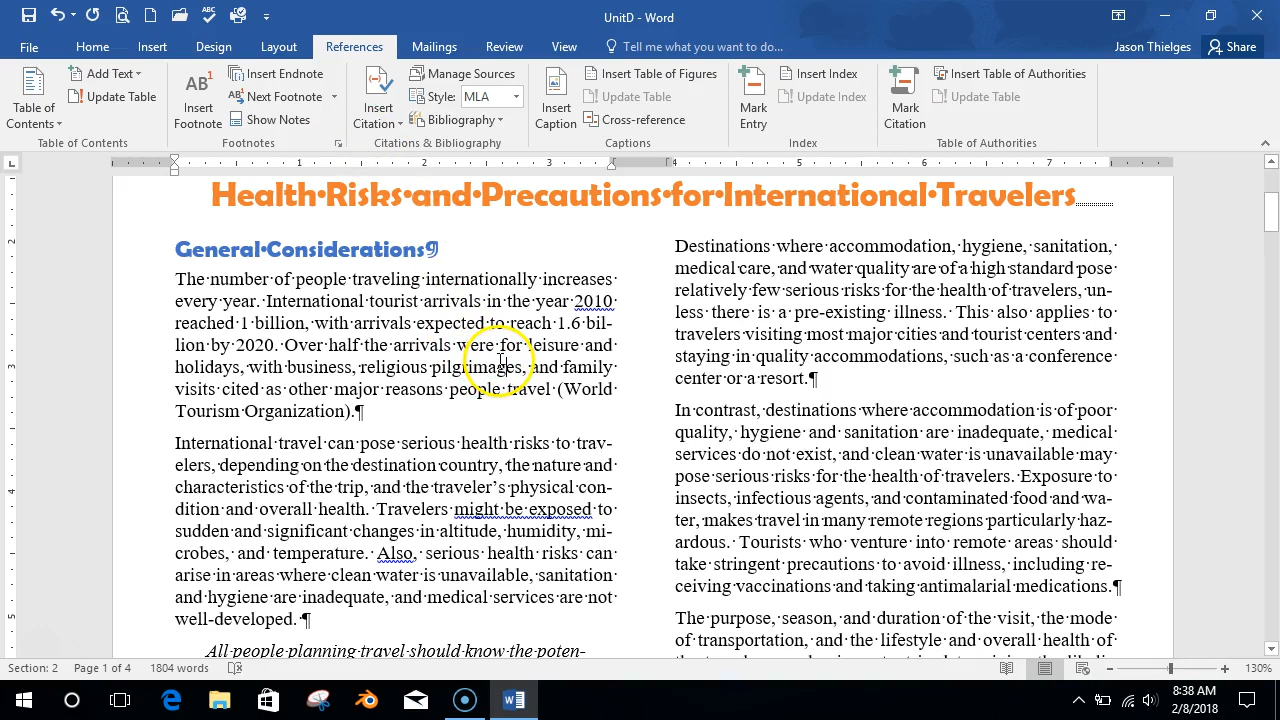 UnitD - Word
File Home Insert Design Layout References Mailings Review View Tell me what you want to do... Jason Thielges Share
Table of Contents
Add Text
Update Table
Table of Contents
AB1
Insert Footnote
Insert Endnote
Next Footnote
Show Notes
Footnotes
Insert Citation
Manage Sources
Style: MLA
Bibliography
Citations & Bibliography
Insert Caption
Insert Table of Figures
Update Table
Cross-reference
Captions
Mark Entry
Insert Index
Update Index
Index
Mark Citation
Insert Table of Authorities
Update Table
Table of Authorities
1 2 3 4 1 2 3 4 5 6 7
Health·Risks·and·Precautions·for·International·Travelers
General·Considerations¶
The·number·of·people·traveling·internationally·increases·
every·year.··International·tourist·arrivals·in·the·year·2010·
reached·1·billion,·with·arrivals·expected·to·reach·1.6·bil-
lion·by·2020.··Over·half·the·arrivals·were·for·leisure·and·
holidays,·with·business,·religious·pilgrimages,·and·family·
visits·cited·as·other·major·reasons·people·travel·(World·
Tourism·Organization).¶
International·travel·can·pose·serious·health·risks·to·trav-
elers,·depending·on·the·destination·country,·the·nature·and·
characteristics·of·the·trip,·and·the·traveler’s·physical·con-
dition·and·overall·health.··Travelers·might·be·exposed·to·
sudden·and·significant·changes·in·altitude,·humidity,·mi-
crobes,·and·temperature.··Also,·serious·health·risks·can·
arise·in·areas·where·clean·water·is·unavailable,·sanitation·
and·hygiene·are·inadequate,·and·medical·services·are·not·
well-developed.··¶
All·people·planning·travel·should·know·the·poten-
Destinations·where·accommodation,·hygiene,·sanitation,·
medical·care,·and·water·quality·are·of·a·high·standard·pose·
relatively·few·serious·risks·for·the·health·of·travelers,·un-
less·there·is·a·pre-existing·illness.··This·also·applies·to·
travelers·visiting·most·major·cities·and·tourist·centers·and·
staying·in·quality·accommodations,·such·as·a·conference·
center·or·a·resort.¶
In·contrast,·destinations·where·accommodation·is·of·poor·
quality,·hygiene·and·sanitation·are·inadequate,·medical·
services·do·not·exist,·and·clean·water·is·unavailable·may·
pose·serious·risks·for·the·health·of·travelers.··Exposure·to·
insects,·infectious·agents,·and·contaminated·food·and·wa-
ter,·makes·travel·in·many·remote·regions·particularly·haz-
ardous.··Tourists·who·venture·into·remote·areas·should·
take·stringent·precautions·to·avoid·illness,·including·re-
ceiving·vaccinations·and·taking·antimalarial·medications.¶
The·purpose,·season,·and·duration·of·the·visit,·the·mode·
of·transportation,·and·the·lifestyle·and·overall·health·of·
Section: 2 Page 1 of 4 1804 words 130%
8:38 AM
2/8/2018